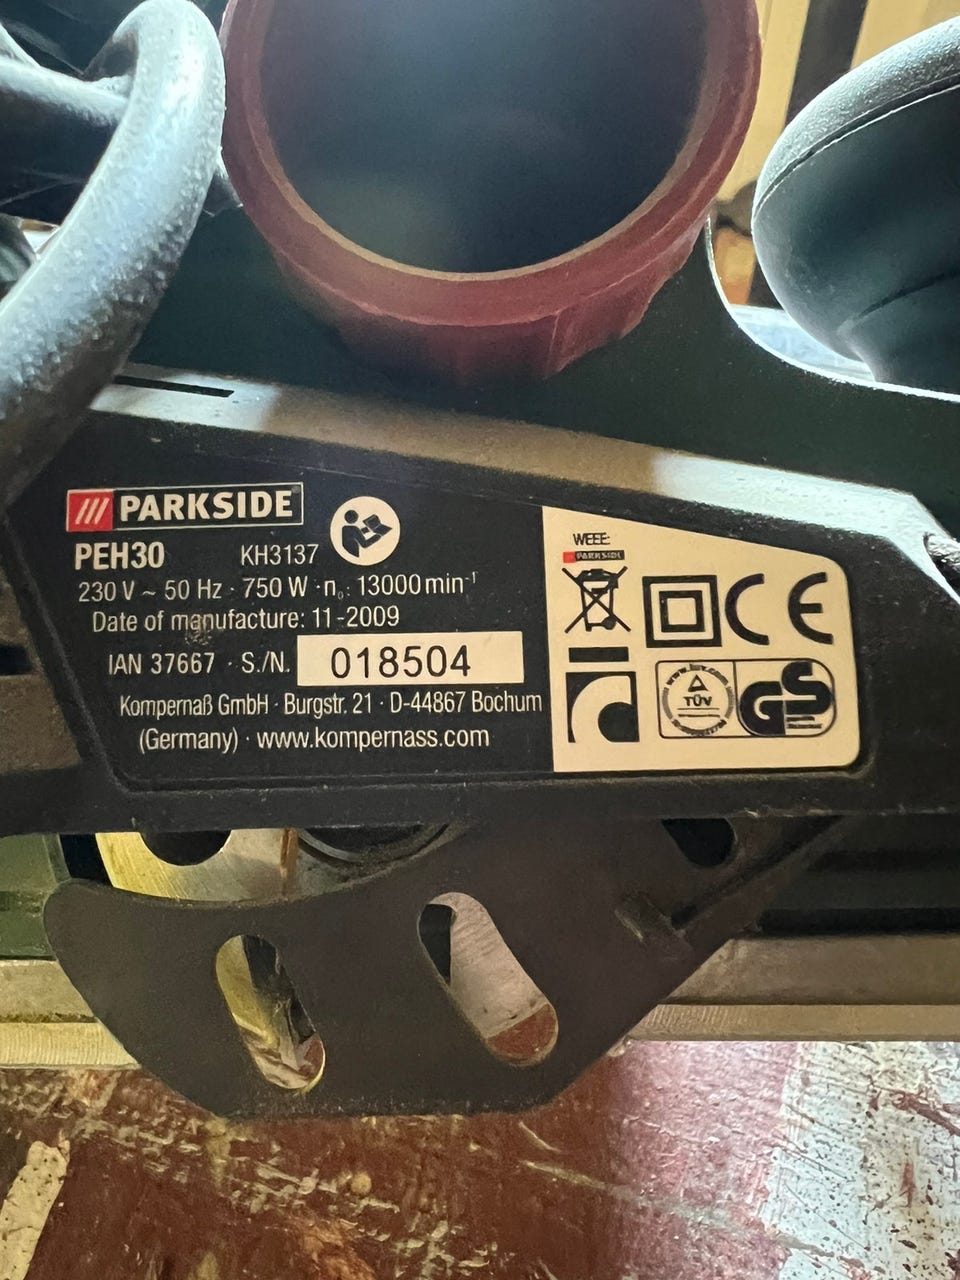 PARKSIDE
PEH30 KH3137
230 V ~ 50 Hz · 750 W · n₀: 13000 min⁻¹
Date of manufacture: 11-2009
IAN 37667 · S./N. 018504
Kompernaß GmbH · Burgstr. 21 · D-44867 Bochum
(Germany) · www.kompernass.com
WEEE:
PARKSIDE
CE
TÜV
GS